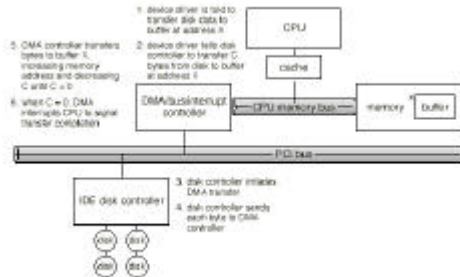 1. device driver is told to
transfer disk data to
buffer at address X
2. device driver tells disk
controller to transfer C
bytes from disk to buffer
at address X
5. DMA controller transfers
bytes to buffer X,
increasing memory
address and decreasing
C until C = 0
6. when C = 0, DMA
interrupts CPU to signal
transfer completion
CPU
cache
DMA/bus/interrupt
controller
CPU memory bus
memory
X
buffer
PCI bus
IDE disk controller
3. disk controller initiates
DMA transfer
4. disk controller sends
each byte to DMA
controller
disk disk
disk disk